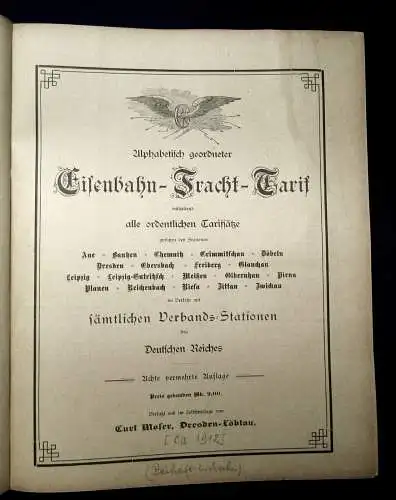 Alphabetisch geordneter
Eisenbahn-Fracht-Tarif
enthaltend
alle ordentlichen Tarifsätze
zwischen den Stationen
Aue - Bautzen - Chemnitz - Crimmitschau - Döbeln
Dresden - Ebersbach - Freiberg - Glauchau
Leipzig - Leipzig-Eutritzsch - Meißen - Olbernhau - Pirna
Plauen - Reichenbach - Riesa - Zittau - Zwickau
im Verkehr mit
sämtlichen Verbands-Stationen
des
Deutschen Reiches
Achte vermehrte Auflage
Preis gebunden Mk. 9,00.
Verlegt und im Selbstverlage von
Curt Moser, Dresden-Löbtau.
[ca 1912]